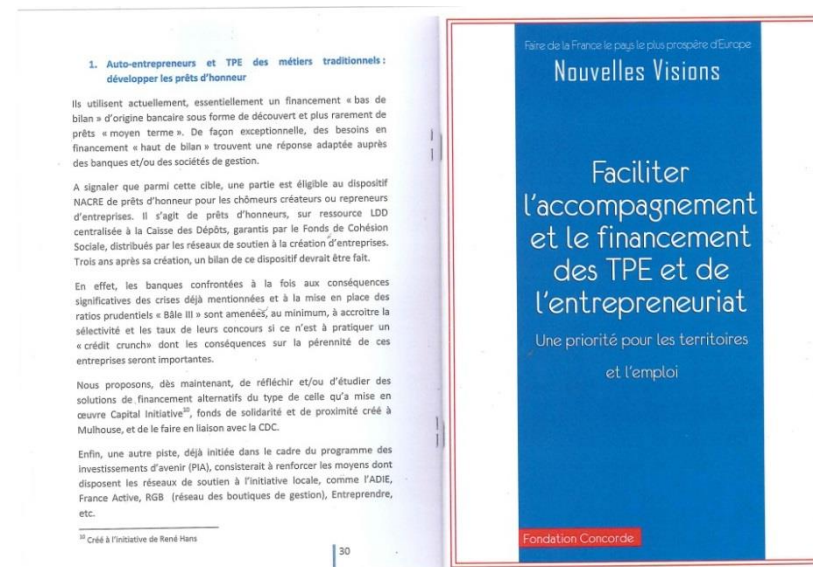 1. Auto-entrepreneurs et TPE des métiers traditionnels :
développer les prêts d'honneur
Ils utilisent actuellement, essentiellement un financement « bas de
bilan » d'origine bancaire sous forme de découvert et plus rarement de
prêts « moyen terme ». De façon exceptionnelle, des besoins en
financement « haut de bilan » trouvent une réponse adaptée auprès
des banques et/ou des sociétés de gestion.
A signaler que parmi cette cible, une partie est éligible au dispositif
NACRE de prêts d'honneur pour les chômeurs créateurs ou repreneurs
d'entreprises. Il s'agit de prêts d'honneurs, sur ressource LDD
centralisée à la Caisse des Dépôts, garantis par le Fonds de Cohésion
Sociale, distribués par les réseaux de soutien à la création d'entreprises.
Trois ans après sa création, un bilan de ce dispositif devrait être fait.
En effet, les banques confrontées à la fois aux conséquences
significatives des crises déjà mentionnées et à la mise en place des
ratios prudentiels « Bâle III » sont amenées, au minimum, à accroitre la
sélectivité et les taux de leurs concours si ce n'est à pratiquer un
« crédit crunch» dont les conséquences sur la pérennité de ces
entreprises seront importantes.
Nous proposons, dès maintenant, de réfléchir et/ou d'étudier des
solutions de financement alternatifs du type de celle qu'a mise en
œuvre Capital Initiative³⁰, fonds de solidarité et de proximité créé à
Mulhouse, et de le faire en liaison avec la CDC.
Enfin, une autre piste, déjà initiée dans le cadre du programme des
investissements d'avenir (PIA), consisterait à renforcer les moyens dont
disposent les réseaux de soutien à l'initiative locale, comme l'ADIE,
France Active, RGB (réseau des boutiques de gestion), Entreprendre,
etc.
³⁰ Créé à l'initiative de René Hans
30
Faire de la France le pays le plus prospère d'Europe
Nouvelles Visions
Faciliter
l'accompagnement
et le financement
des TPE et de
l'entrepreneuriat
Une priorité pour les territoires
et l'emploi
Fondation Concorde